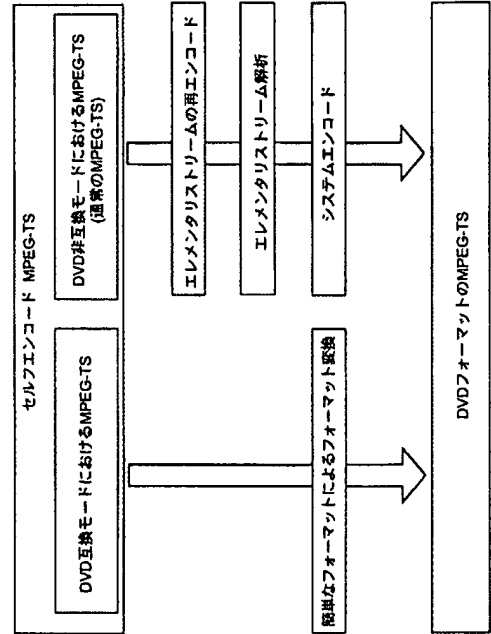 セルフエンコード MPEG-TS
DVD互換モードにおけるMPEG-TS
DVD非互換モードにおけるMPEG-TS
(通常のMPEG-TS)
エレメンタリストリームの再エンコード
エレメンタリストリーム解析
簡単なフォーマットによるフォーマット変換
システムエンコード
DVDフォーマットのMPEG-TS